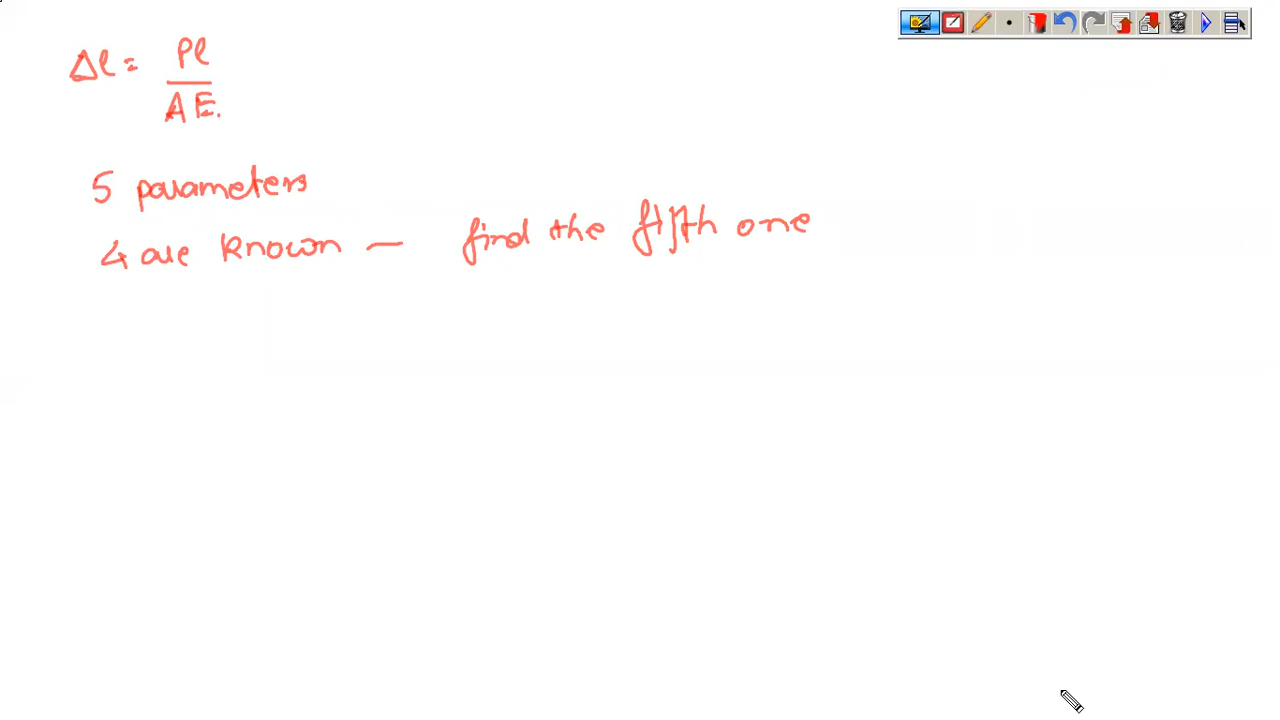 Δl = Pl / AE.
5 parameters
4 are known — find the fifth one